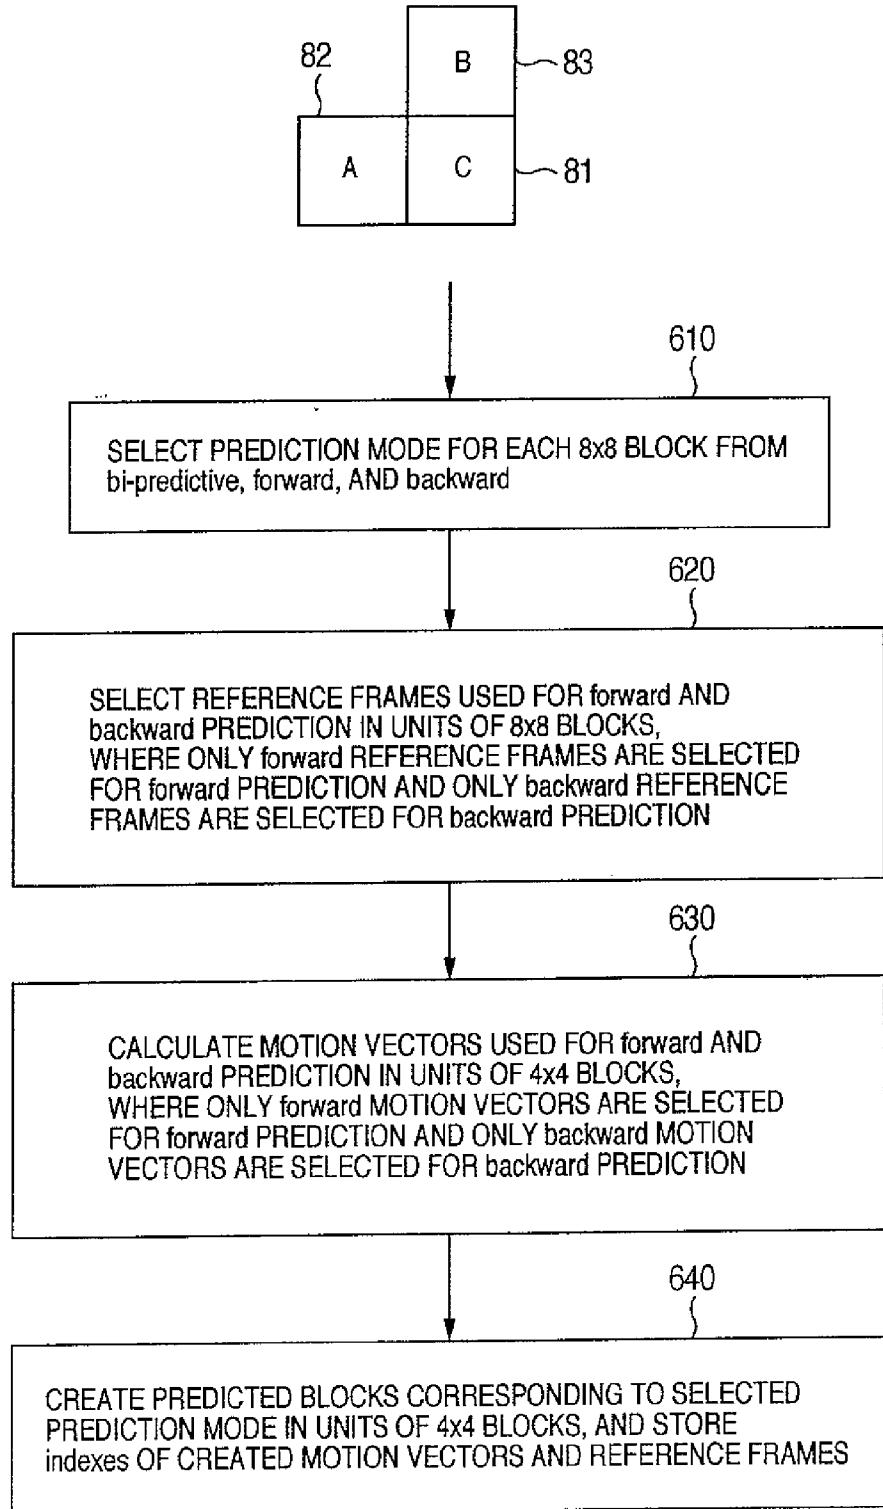 82
B
83
A
C
81
610
SELECT PREDICTION MODE FOR EACH 8x8 BLOCK FROM
bi-predictive, forward, AND backward
620
SELECT REFERENCE FRAMES USED FOR forward AND
backward PREDICTION IN UNITS OF 8x8 BLOCKS,
WHERE ONLY forward REFERENCE FRAMES ARE SELECTED
FOR forward PREDICTION AND ONLY backward REFERENCE
FRAMES ARE SELECTED FOR backward PREDICTION
630
CALCULATE MOTION VECTORS USED FOR forward AND
backward PREDICTION IN UNITS OF 4x4 BLOCKS,
WHERE ONLY forward MOTION VECTORS ARE SELECTED
FOR forward PREDICTION AND ONLY backward MOTION
VECTORS ARE SELECTED FOR backward PREDICTION
640
CREATE PREDICTED BLOCKS CORRESPONDING TO SELECTED
PREDICTION MODE IN UNITS OF 4x4 BLOCKS, AND STORE
indexes OF CREATED MOTION VECTORS AND REFERENCE FRAMES